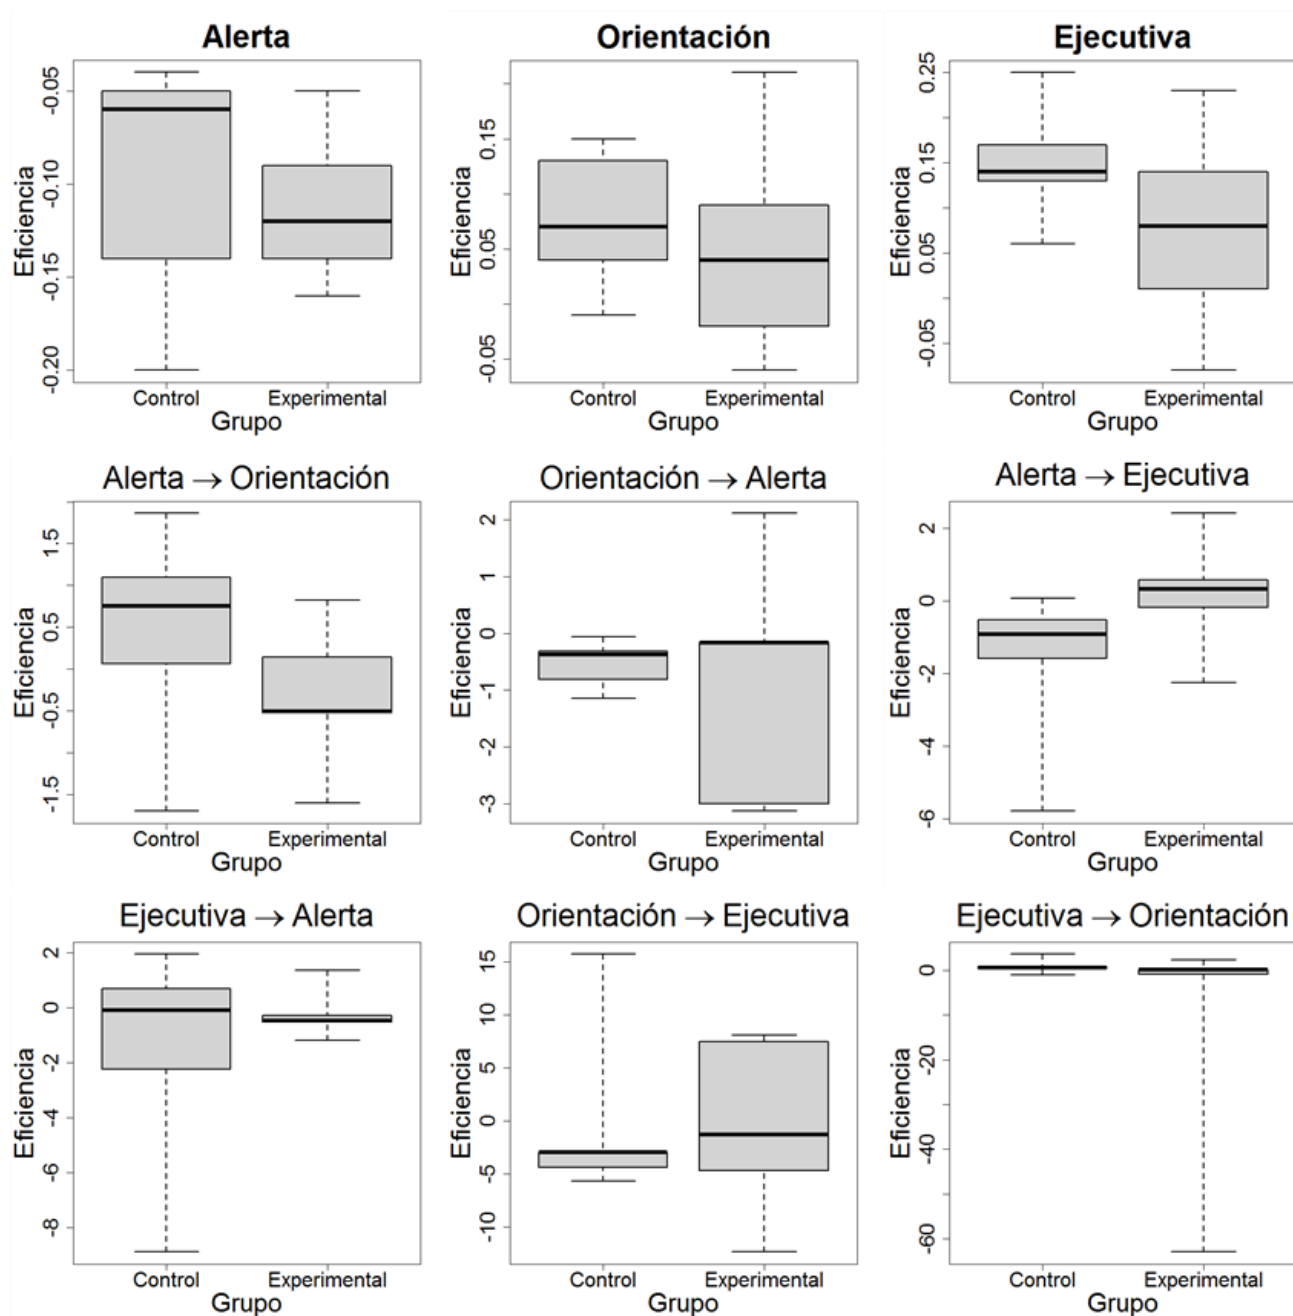 Alerta
Eficiencia
-0.05
-0.10
-0.15
-0.20
Control Experimental
Grupo
Orientación
Eficiencia
0.15
0.05
-0.05
Control Experimental
Grupo
Ejecutiva
Eficiencia
0.25
0.15
0.05
-0.05
Control Experimental
Grupo
Alerta → Orientación
Eficiencia
1.5
0.5
-0.5
-1.5
Control Experimental
Grupo
Orientación → Alerta
Eficiencia
2
1
0
-1
-2
-3
Control Experimental
Grupo
Alerta → Ejecutiva
Eficiencia
2
0
-2
-4
-6
Control Experimental
Grupo
Ejecutiva → Alerta
Eficiencia
2
0
-2
-4
-6
-8
Control Experimental
Grupo
Orientación → Ejecutiva
Eficiencia
15
10
5
0
-5
-10
Control Experimental
Grupo
Ejecutiva → Orientación
Eficiencia
0
-20
-40
-60
Control Experimental
Grupo